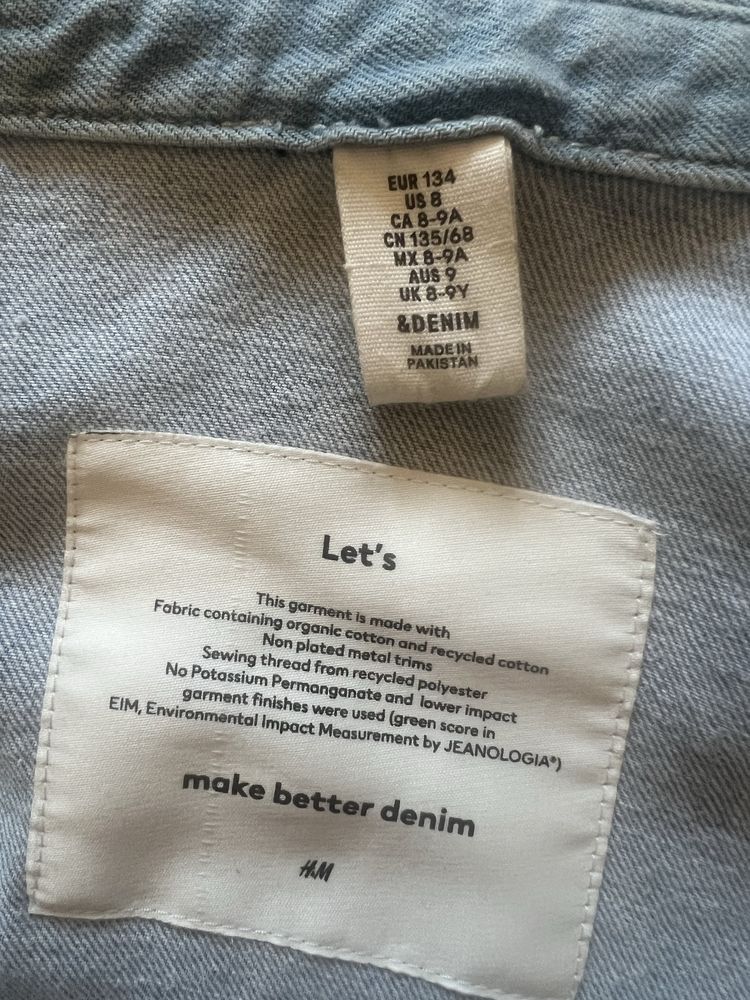 EUR 134
US 8
CA 8-9A
CN 135/68
MX 8-9A
AUS 9
UK 8-9Y
&DENIM
MADE IN
PAKISTAN
Let's
This garment is made with
Fabric containing organic cotton and recycled cotton
Non plated metal trims
Sewing thread from recycled polyester
No Potassium Permanganate and lower impact
garment finishes were used (green score in
EIM, Environmental Impact Measurement by JEANOLOGIA®)
make better denim
H&M